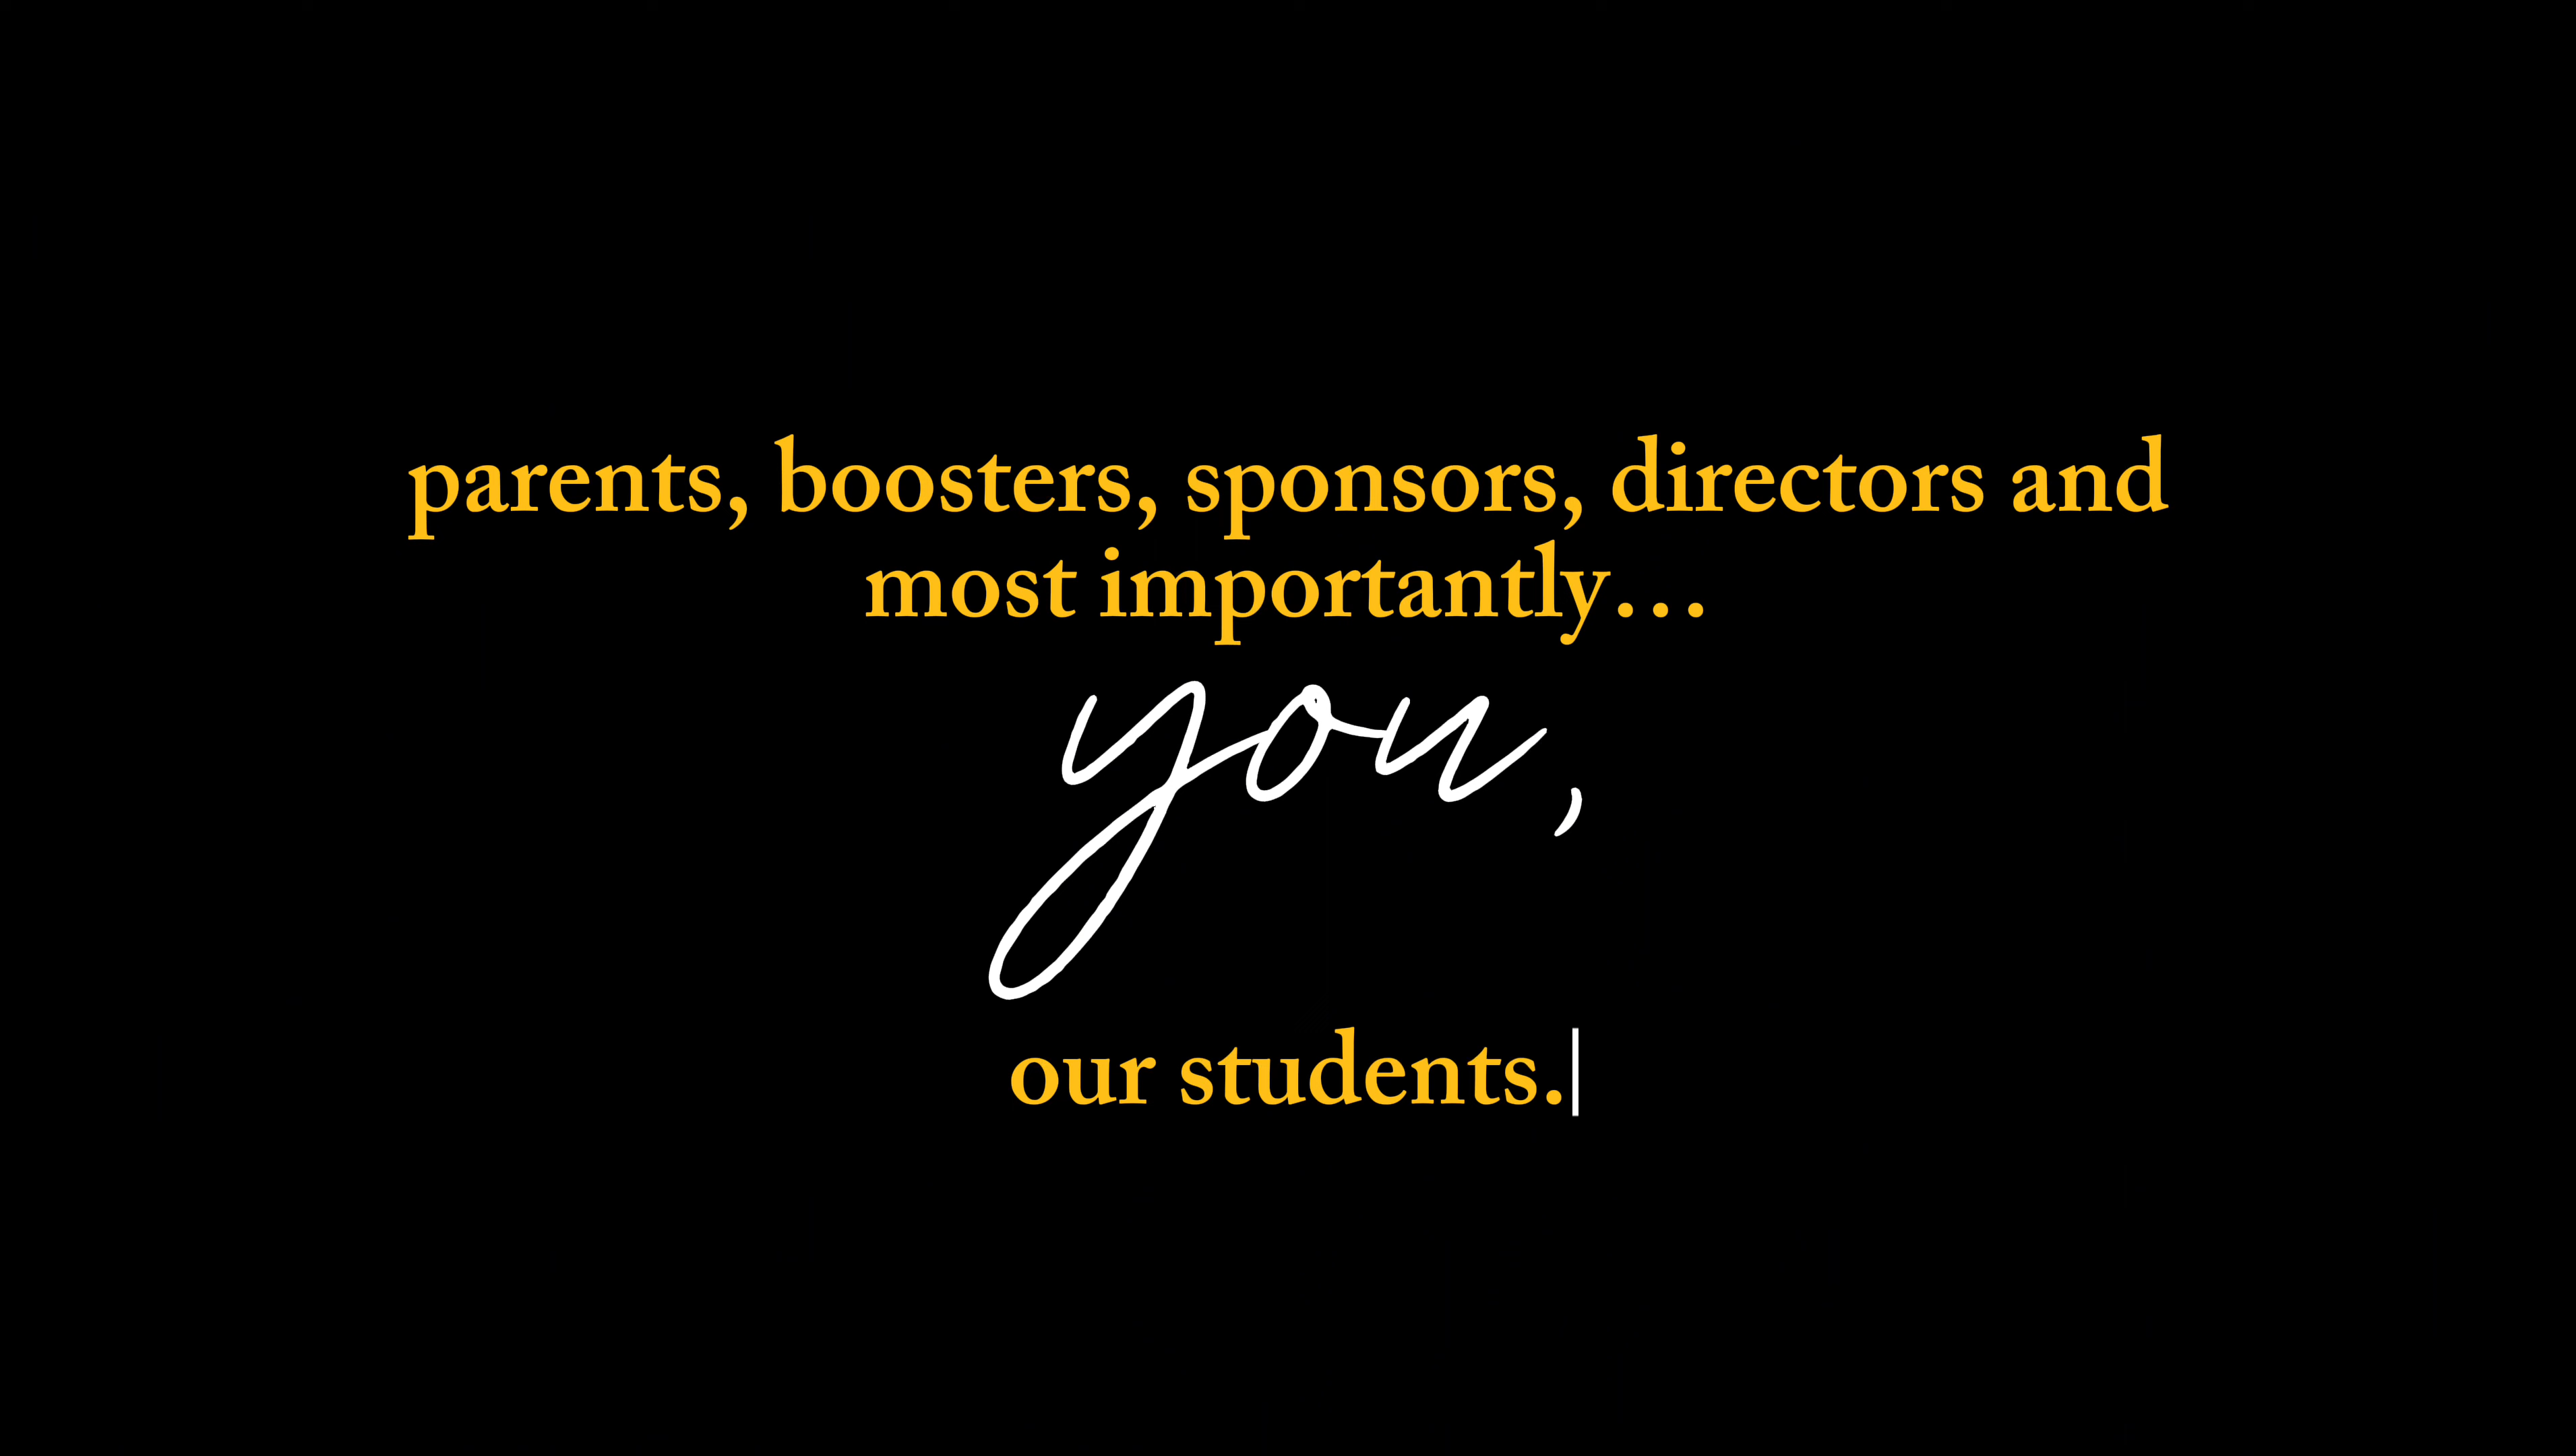 parents, boosters, sponsors, directors and
most importantly…
you,
our students.